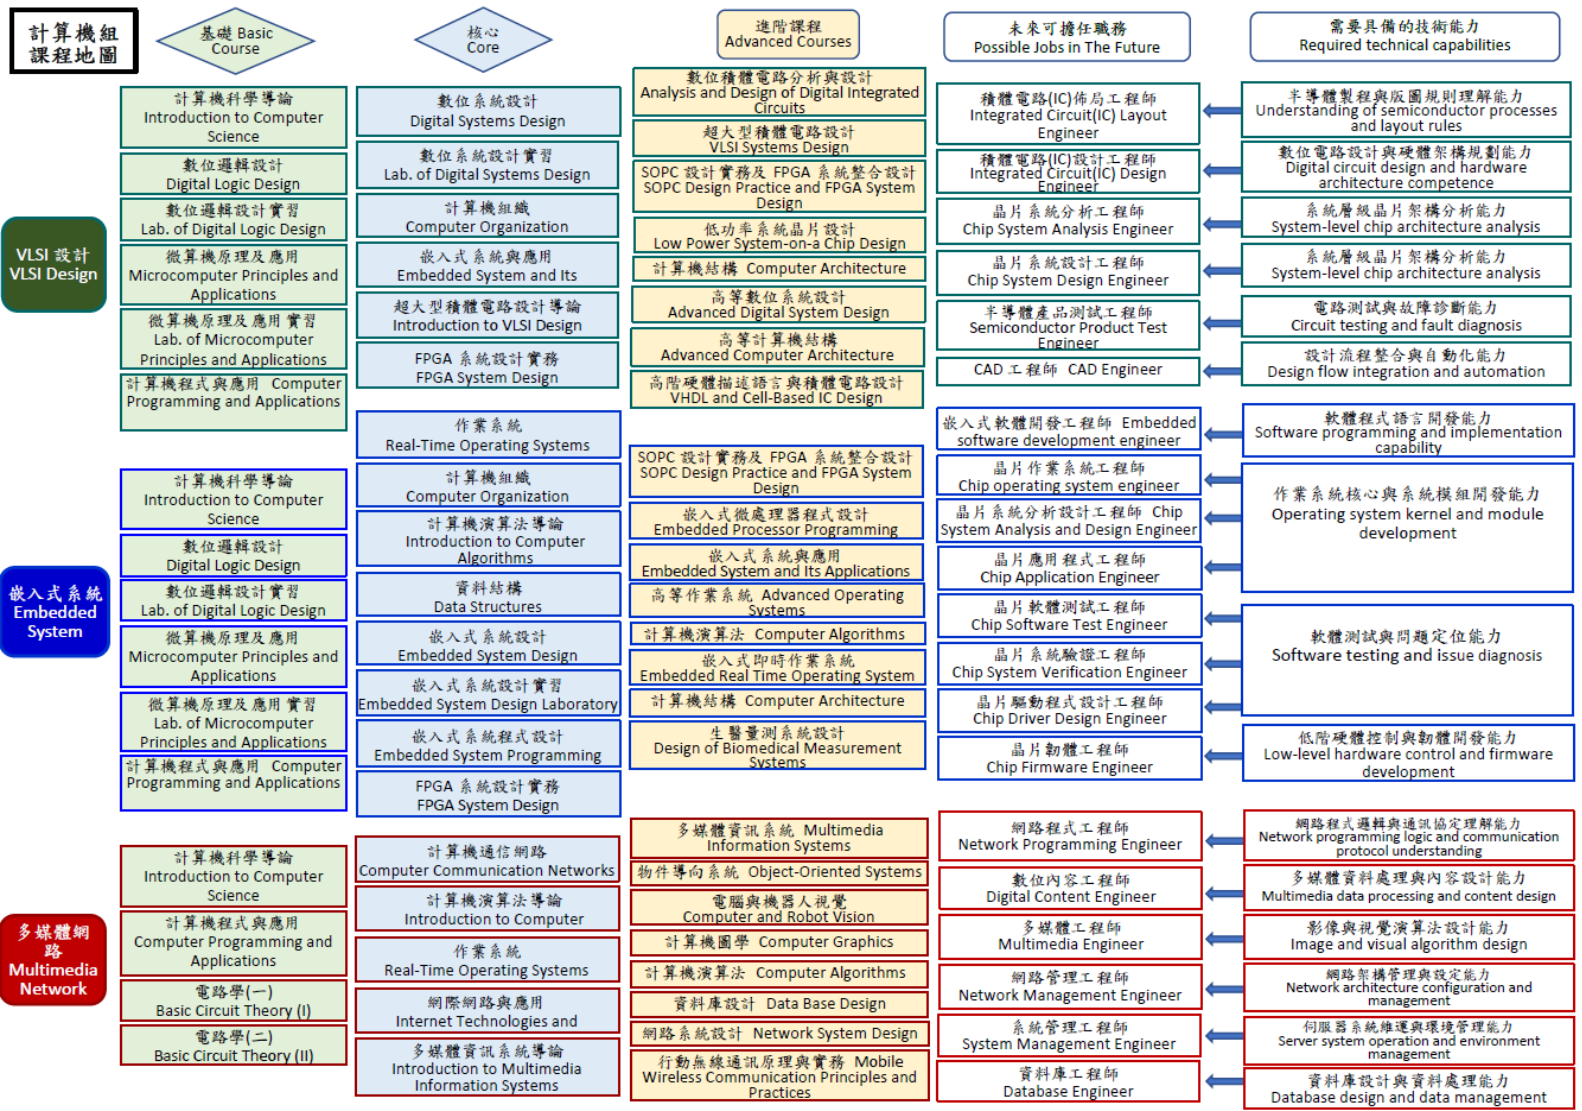 計算機組
課程地圖
基礎 Basic
Course
核心
Core
進階課程
Advanced Courses
未來可擔任職務
Possible Jobs in The Future
需要具備的技術能力
Required technical capabilities
VLSI 設計
VLSI Design
計算機科學導論
Introduction to Computer
Science
數位邏輯設計
Digital Logic Design
數位邏輯設計實習
Lab. of Digital Logic Design
微算機原理及應用
Microcomputer Principles and
Applications
微算機原理及應用實習
Lab. of Microcomputer
Principles and Applications
計算機程式與應用 Computer
Programming and Applications
數位系統設計
Digital Systems Design
數位系統設計實習
Lab. of Digital Systems Design
計算機組織
Computer Organization
嵌入式系統與應用
Embedded System and Its
超大型積體電路設計導論
Introduction to VLSI Design
FPGA 系統設計實務
FPGA System Design
數位積體電路分析與設計
Analysis and Design of Digital Integrated
Circuits
超大型積體電路設計
VLSI Systems Design
SOPC 設計實務及 FPGA 系統整合設計
SOPC Design Practice and FPGA System
Design
低功率系統晶片設計
Low Power System-on-a Chip Design
計算機結構 Computer Architecture
高等數位系統設計
Advanced Digital System Design
高等計算機結構
Advanced Computer Architecture
高階硬體描述語言與積體電路設計
VHDL and Cell-Based IC Design
積體電路(IC)佈局工程師
Integrated Circuit(IC) Layout
Engineer
積體電路(IC)設計工程師
Integrated Circuit(IC) Design
Engineer
晶片系統分析工程師
Chip System Analysis Engineer
晶片系統設計工程師
Chip System Design Engineer
半導體產品測試工程師
Semiconductor Product Test
Engineer
CAD 工程師 CAD Engineer
半導體製程與版圖規則理解能力
Understanding of semiconductor processes
and layout rules
數位電路設計與硬體架構規劃能力
Digital circuit design and hardware
architecture competence
系統層級晶片架構分析能力
System-level chip architecture analysis
系統層級晶片架構分析能力
System-level chip architecture analysis
電路測試與故障診斷能力
Circuit testing and fault diagnosis
設計流程整合與自動化能力
Design flow integration and automation
嵌入式系統
Embedded
System
計算機科學導論
Introduction to Computer
Science
數位邏輯設計
Digital Logic Design
數位邏輯設計實習
Lab. of Digital Logic Design
微算機原理及應用
Microcomputer Principles and
Applications
微算機原理及應用實習
Lab. of Microcomputer
Principles and Applications
計算機程式與應用 Computer
Programming and Applications
作業系統
Real-Time Operating Systems
計算機組織
Computer Organization
計算機演算法導論
Introduction to Computer
Algorithms
資料結構
Data Structures
嵌入式系統設計
Embedded System Design
嵌入式系統設計實習
Embedded System Design Laboratory
嵌入式系統程式設計
Embedded System Programming
FPGA 系統設計實務
FPGA System Design
SOPC 設計實務及 FPGA 系統整合設計
SOPC Design Practice and FPGA System
Design
嵌入式微處理器程式設計
Embedded Processor Programming
嵌入式系統與應用
Embedded System and Its Applications
高等作業系統 Advanced Operating
Systems
計算機演算法 Computer Algorithms
嵌入式即時作業系統
Embedded Real Time Operating System
計算機結構 Computer Architecture
生醫量測系統設計
Design of Biomedical Measurement
Systems
嵌入式軟體開發工程師 Embedded
software development engineer
晶片作業系統工程師
Chip operating system engineer
晶片系統分析設計工程師 Chip
System Analysis and Design Engineer
晶片應用程式工程師
Chip Application Engineer
晶片軟體測試工程師
Chip Software Test Engineer
晶片系統驗證工程師
Chip System Verification Engineer
晶片驅動程式設計工程師
Chip Driver Design Engineer
晶片韌體工程師
Chip Firmware Engineer
軟體程式語言開發能力
Software programming and implementation
capability
作業系統核心與系統模組開發能力
Operating system kernel and module
development
軟體測試與問題定位能力
Software testing and issue diagnosis
低階硬體控制與韌體開發能力
Low-level hardware control and firmware
development
多媒體網
路
Multimedia
Network
計算機科學導論
Introduction to Computer
Science
計算機程式與應用
Computer Programming and
Applications
電路學(一)
Basic Circuit Theory (I)
電路學(二)
Basic Circuit Theory (II)
計算機通信網路
Computer Communication Networks
計算機演算法導論
Introduction to Computer
作業系統
Real-Time Operating Systems
網際網路與應用
Internet Technologies and
多媒體資訊系統導論
Introduction to Multimedia
Information Systems
多媒體資訊系統 Multimedia
Information Systems
物件導向系統 Object-Oriented Systems
電腦與機器人視覺
Computer and Robot Vision
計算機圖學 Computer Graphics
計算機演算法 Computer Algorithms
資料庫設計 Data Base Design
網路系統設計 Network System Design
行動無線通訊原理與實務 Mobile
Wireless Communication Principles and
Practices
網路程式工程師
Network Programming Engineer
數位內容工程師
Digital Content Engineer
多媒體工程師
Multimedia Engineer
網路管理工程師
Network Management Engineer
系統管理工程師
System Management Engineer
資料庫工程師
Database Engineer
網路程式邏輯與通訊協定理解能力
Network programming logic and communication
protocol understanding
多媒體資料處理與內容設計能力
Multimedia data processing and content design
影像與視覺演算法設計能力
Image and visual algorithm design
網路架構管理與設定能力
Network architecture configuration and
management
伺服器系統維運與環境管理能力
Server system operation and environment
management
資料庫設計與資料處理能力
Database design and data management